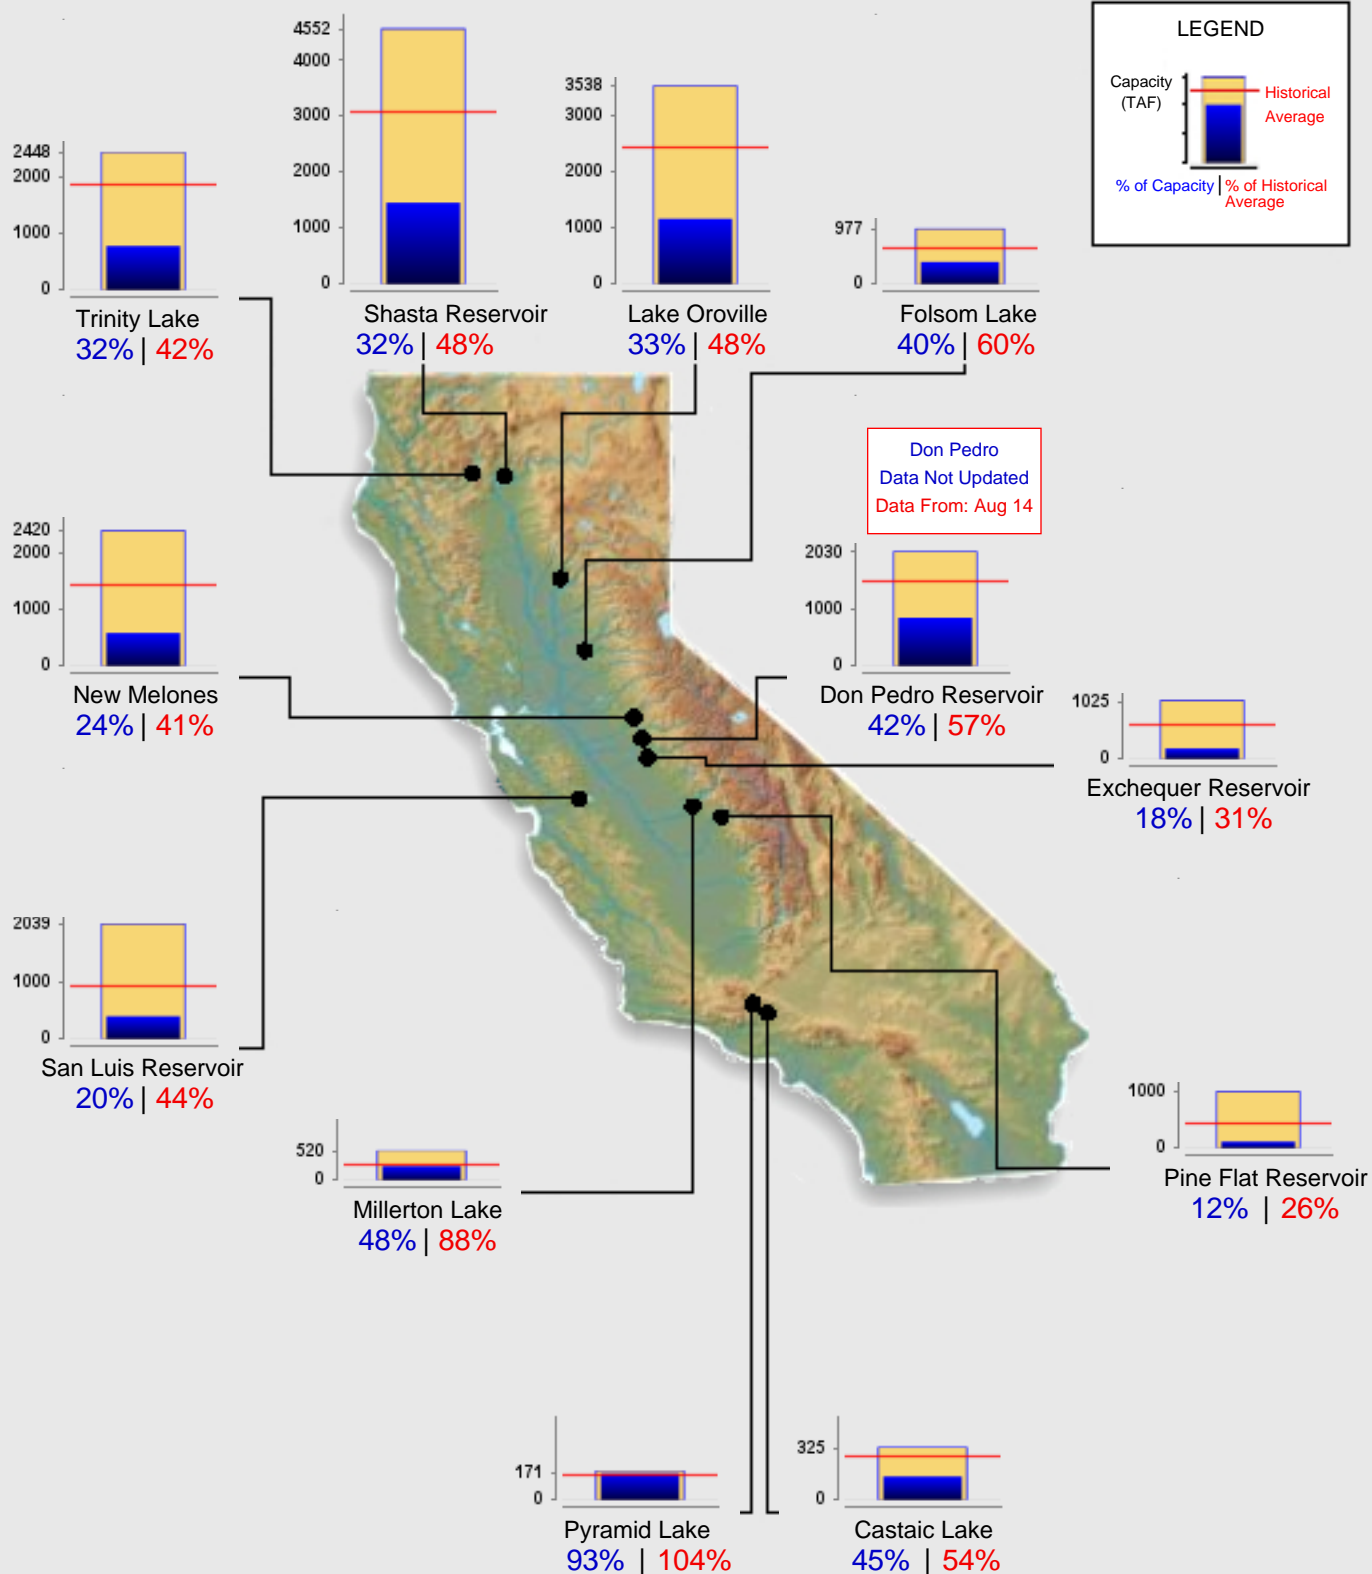 LEGEND
Capacity
(TAF)
Historical
Average
% of Capacity | % of Historical
Average
4552
4000
3000
2000
1000
0
Shasta Reservoir
32% | 48%
3538
3000
2000
1000
0
Lake Oroville
33% | 48%
2448
2000
1000
0
Trinity Lake
32% | 42%
977
0
Folsom Lake
40% | 60%
Don Pedro
Data Not Updated
Data From: Aug 14
2420
2000
1000
0
New Melones
24% | 41%
2030
1000
0
Don Pedro Reservoir
42% | 57%
1025
0
Exchequer Reservoir
18% | 31%
2039
1000
0
San Luis Reservoir
20% | 44%
520
0
Millerton Lake
48% | 88%
1000
0
Pine Flat Reservoir
12% | 26%
171
0
Pyramid Lake
93% | 104%
325
0
Castaic Lake
45% | 54%